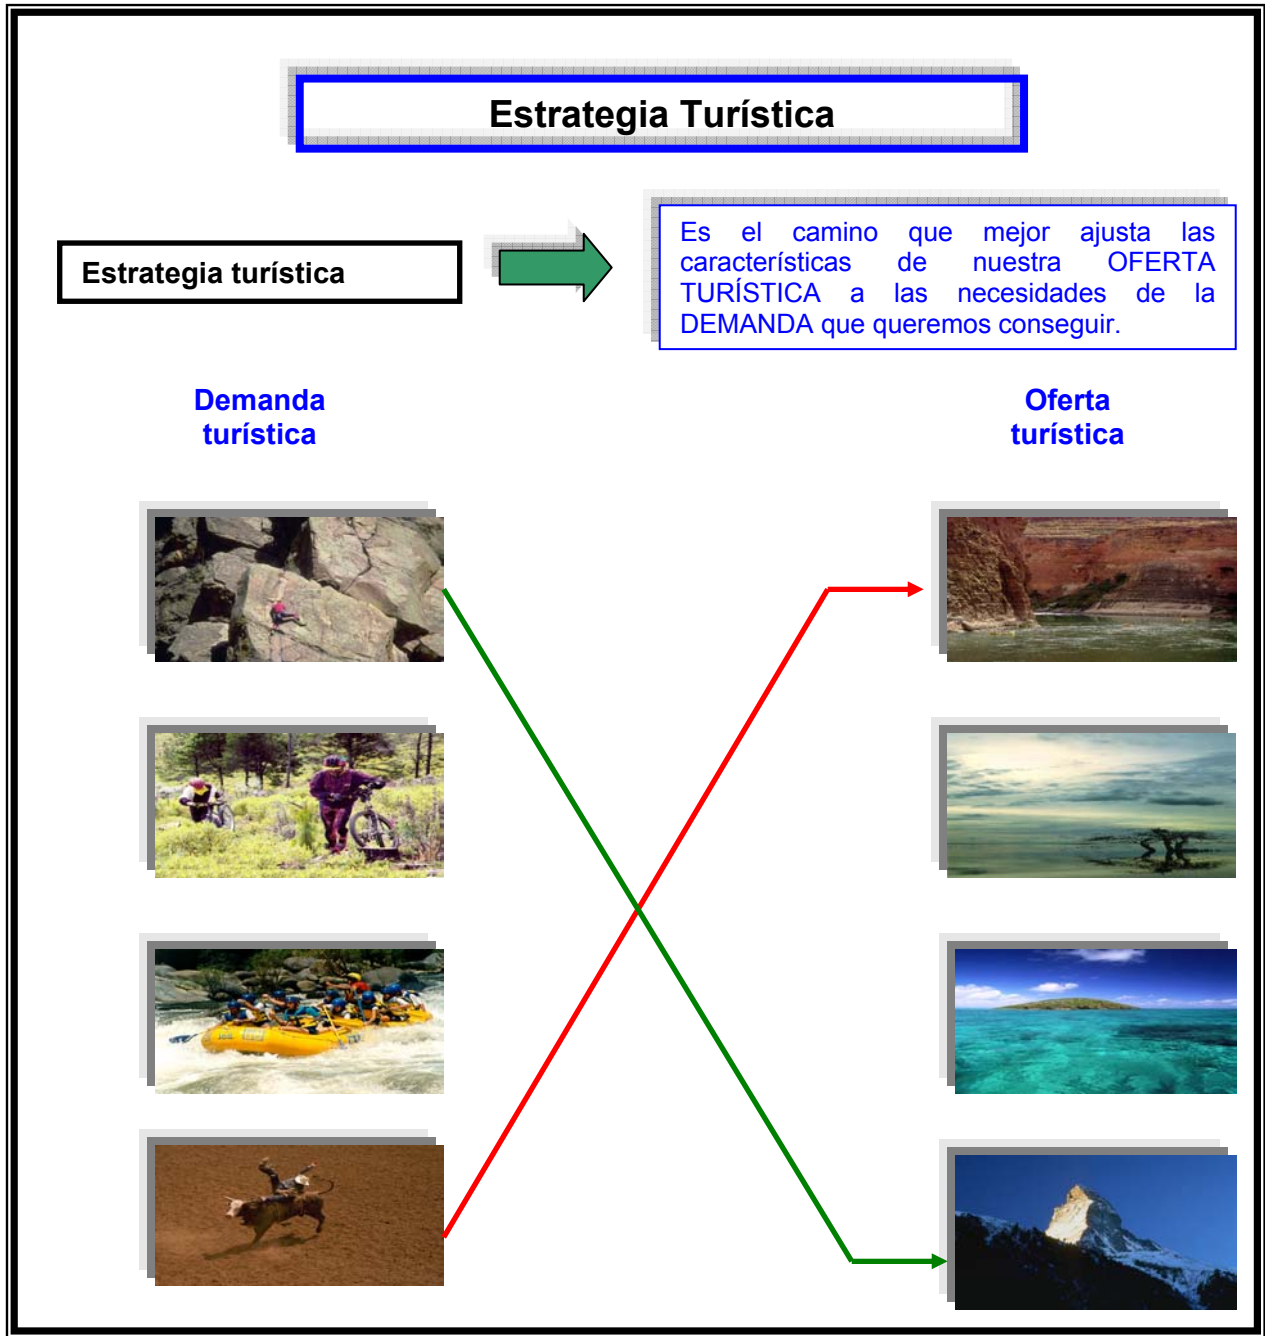 Estrategia Turística
Estrategia turística
Es el camino que mejor ajusta las
características de nuestra OFERTA
TURÍSTICA a las necesidades de la
DEMANDA que queremos conseguir.
Demanda
turística
Oferta
turística